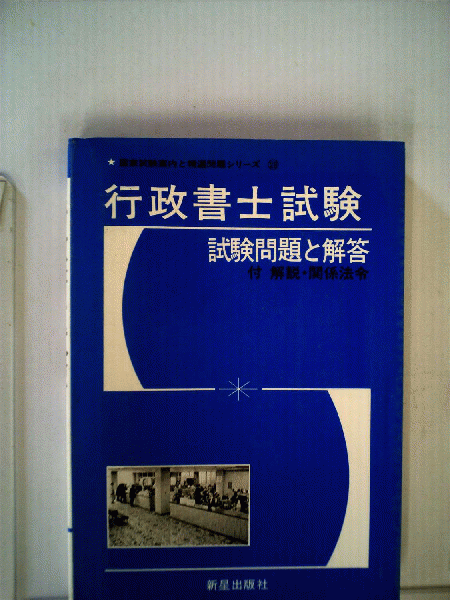 行政書士試験
試験問題と解答
付 解説・関係法令
新星出版社